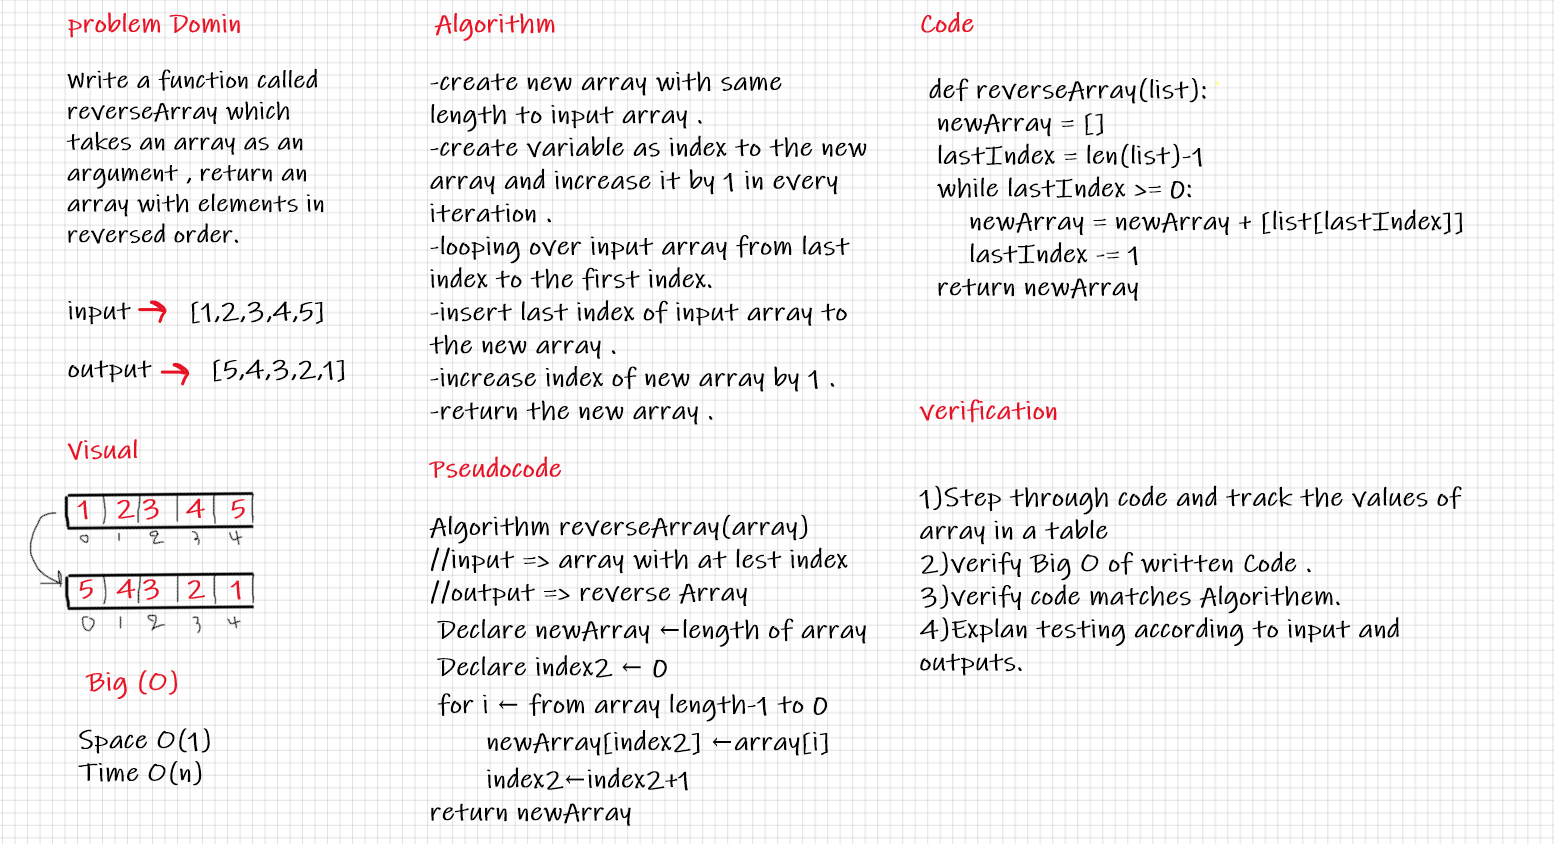 problem Domin
Write a function called
reverseArray which
takes an array as an
argument , return an
array with elements in
reversed order.
input → [1,2,3,4,5]
output → [5,4,3,2,1]
Visual
1 2 3 4 5
0 1 2 3 4
5 4 3 2 1
0 1 2 3 4
Big (O)
Space O(1)
Time O(n)
Algorithm
-create new array with same
length to input array .
-create variable as index to the new
array and increase it by 1 in every
iteration .
-looping over input array from last
index to the first index.
-insert last index of input array to
the new array .
-increase index of new array by 1 .
-return the new array .
Pseudocode
Algorithm reverseArray(array)
//input => array with at lest index
//output => reverse Array
Declare newArray ←length of array
Declare index2 ← 0
for i ← from array length-1 to 0
newArray[index2] ←array[i]
index2←index2+1
return newArray
Code
def reverseArray(list):
newArray = []
lastIndex = len(list)-1
while lastIndex >= 0:
newArray = newArray + [list[lastIndex]]
lastIndex -= 1
return newArray
verification
1)Step through code and track the values of
array in a table
2)verify Big O of written Code .
3)verify code matches Algorithem.
4)Explan testing according to input and
outputs.